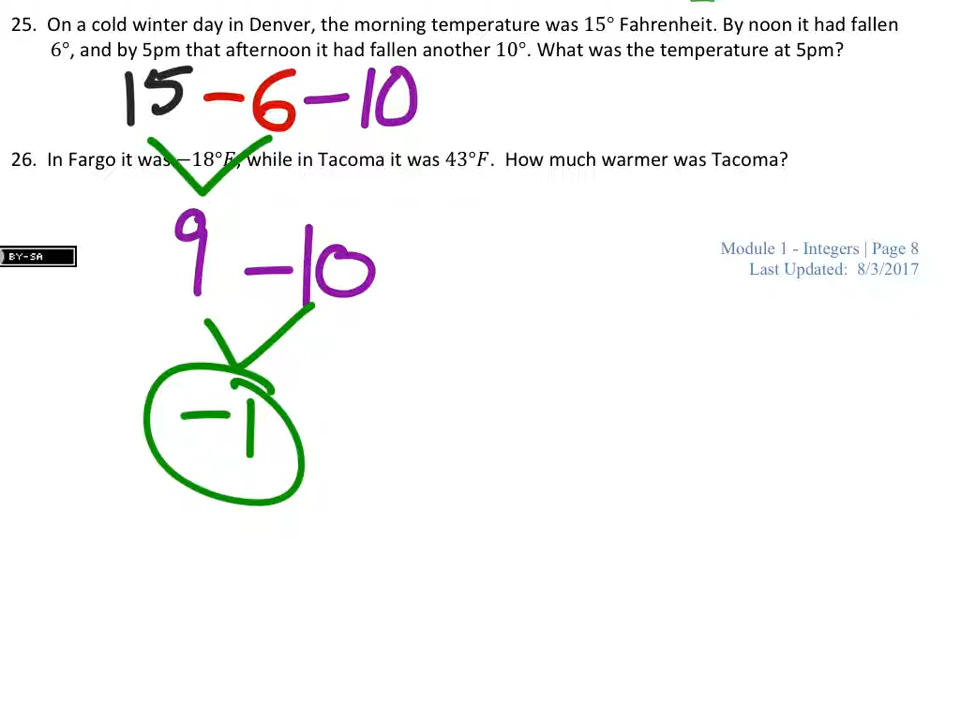 25. On a cold winter day in Denver, the morning temperature was 15° Fahrenheit. By noon it had fallen
6°, and by 5pm that afternoon it had fallen another 10°. What was the temperature at 5pm?
15 - 6 - 10
26. In Fargo it was −18°F, while in Tacoma it was 43°F. How much warmer was Tacoma?
9 - 10
BY-SA
Module 1 - Integers | Page 8
Last Updated: 8/3/2017
-1